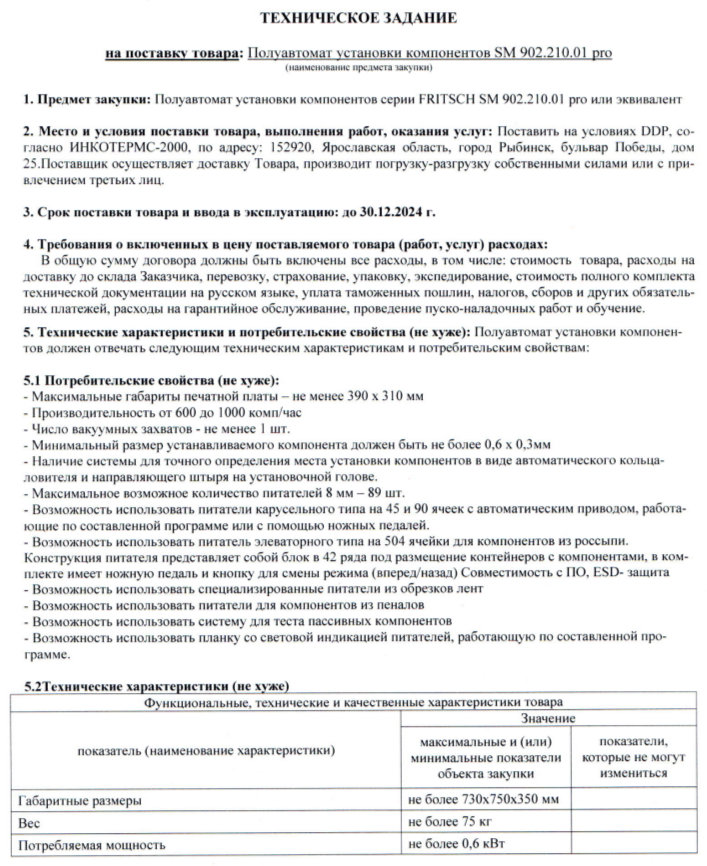 ТЕХНИЧЕСКОЕ ЗАДАНИЕ
на поставку товара: Полуавтомат установки компонентов SM 902.210.01 pro
(наименование предмета закупки)
1. Предмет закупки: Полуавтомат установки компонентов серии FRITSCH SM 902.210.01 pro или эквивалент
2. Место и условия поставки товара, выполнения работ, оказания услуг: Поставить на условиях DDP, со-
гласно ИНКОТЕРМС-2000, по адресу: 152920, Ярославская область, город Рыбинск, бульвар Победы, дом
25.Поставщик осуществляет доставку Товара, производит погрузку-разгрузку собственными силами или с при-
влечением третьих лиц.
3. Срок поставки товара и ввода в эксплуатацию: до 30.12.2024 г.
4. Требования о включенных в цену поставляемого товара (работ, услуг) расходах:
В общую сумму договора должны быть включены все расходы, в том числе: стоимость товара, расходы на
доставку до склада Заказчика, перевозку, страхование, упаковку, экспедирование, стоимость полного комплекта
технической документации на русском языке, уплата таможенных пошлин, налогов, сборов и других обязатель-
ных платежей, расходы на гарантийное обслуживание, проведение пуско-наладочных работ и обучение.
5. Технические характеристики и потребительские свойства (не хуже): Полуавтомат установки компонен-
тов должен отвечать следующим техническим характеристикам и потребительским свойствам:
5.1 Потребительские свойства (не хуже):
- Максимальные габариты печатной платы – не менее 390 х 310 мм
- Производительность от 600 до 1000 комп/час
- Число вакуумных захватов - не менее 1 шт.
- Минимальный размер устанавливаемого компонента должен быть не более 0,6 х 0,3мм
- Наличие системы для точного определения места установки компонентов в виде автоматического кольца-
ловителя и направляющего штыря на установочной голове.
- Максимальное возможное количество питателей 8 мм – 89 шт.
- Возможность использовать питатели карусельного типа на 45 и 90 ячеек с автоматическим приводом, работа-
ющие по составленной программе или с помощью ножных педалей.
- Возможность использовать питатель элеваторного типа на 504 ячейки для компонентов из россыпи.
Конструкция питателя представляет собой блок в 42 ряда под размещение контейнеров с компонентами, в ком-
плекте имеет ножную педаль и кнопку для смены режима (вперед/назад) Совместимость с ПО, ESD- защита
- Возможность использовать специализированные питатели из обрезков лент
- Возможность использовать питатели для компонентов из пеналов
- Возможность использовать систему для теста пассивных компонентов
- Возможность использовать планку со световой индикацией питателей, работающую по составленной про-
грамме.
5.2Технические характеристики (не хуже)
Функциональные, технические и качественные характеристики товара
показатель (наименование характеристики)
Значение
максимальные и (или)
минимальные показатели
объекта закупки
показатели,
которые не могут
измениться
Габаритные размеры
не более 730х750х350 мм
Вес
не более 75 кг
Потребляемая мощность
не более 0,6 кВт